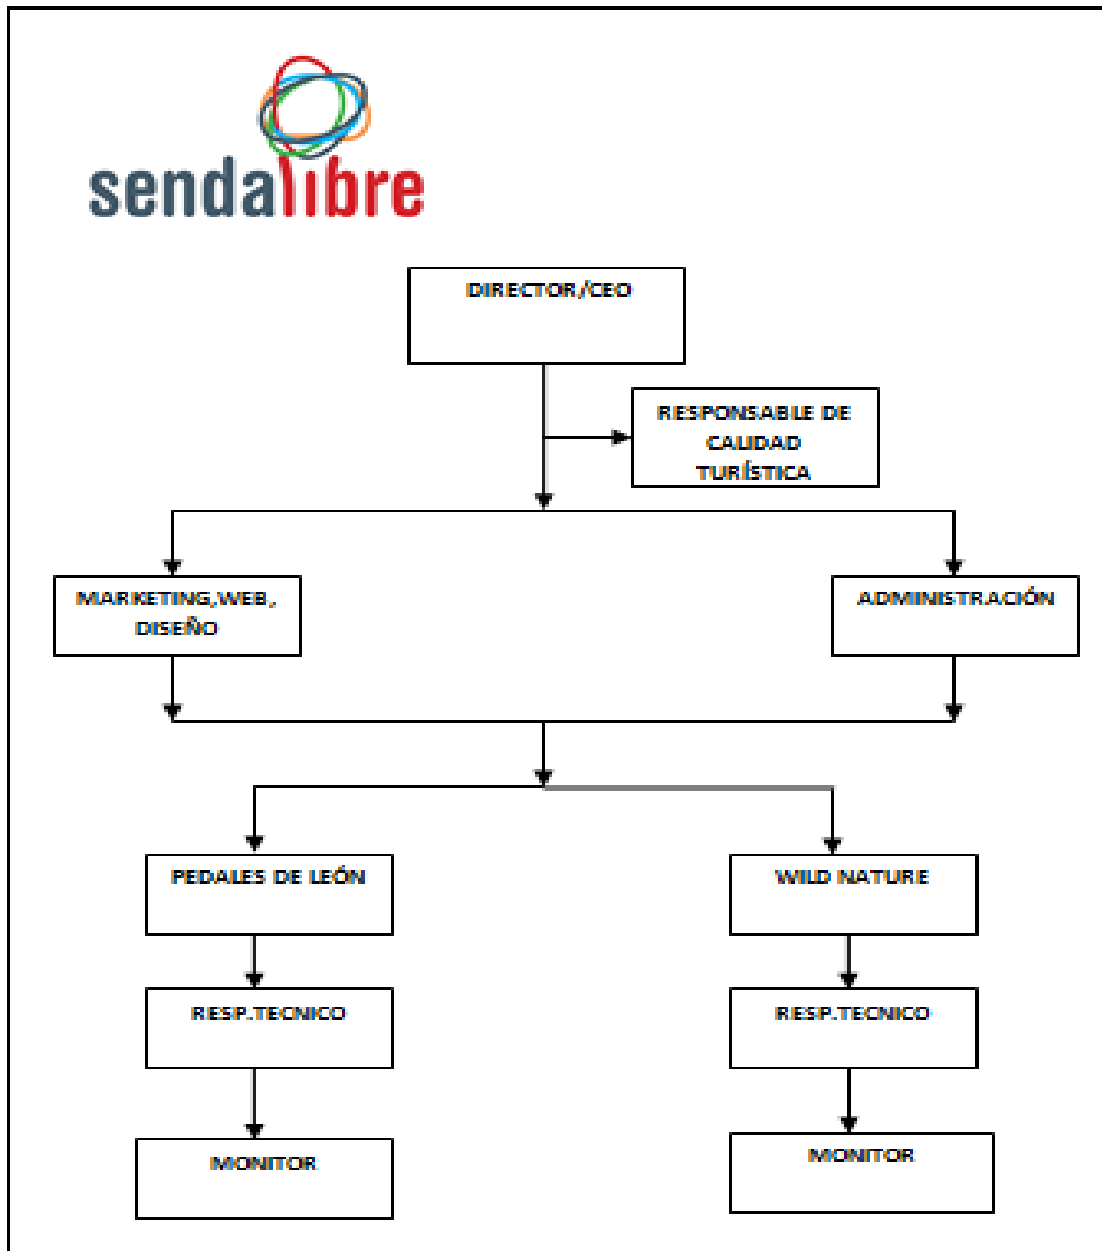 sendalibre
DIRECTOR/CEO
RESPONSABLE DE
CALIDAD
TURÍSTICA
MARKETING,WEB,
DISEÑO
ADMINISTRACIÓN
PEDALES DE LEÓN
WILD NATURE
RESP.TECNICO
RESP.TECNICO
MONITOR
MONITOR